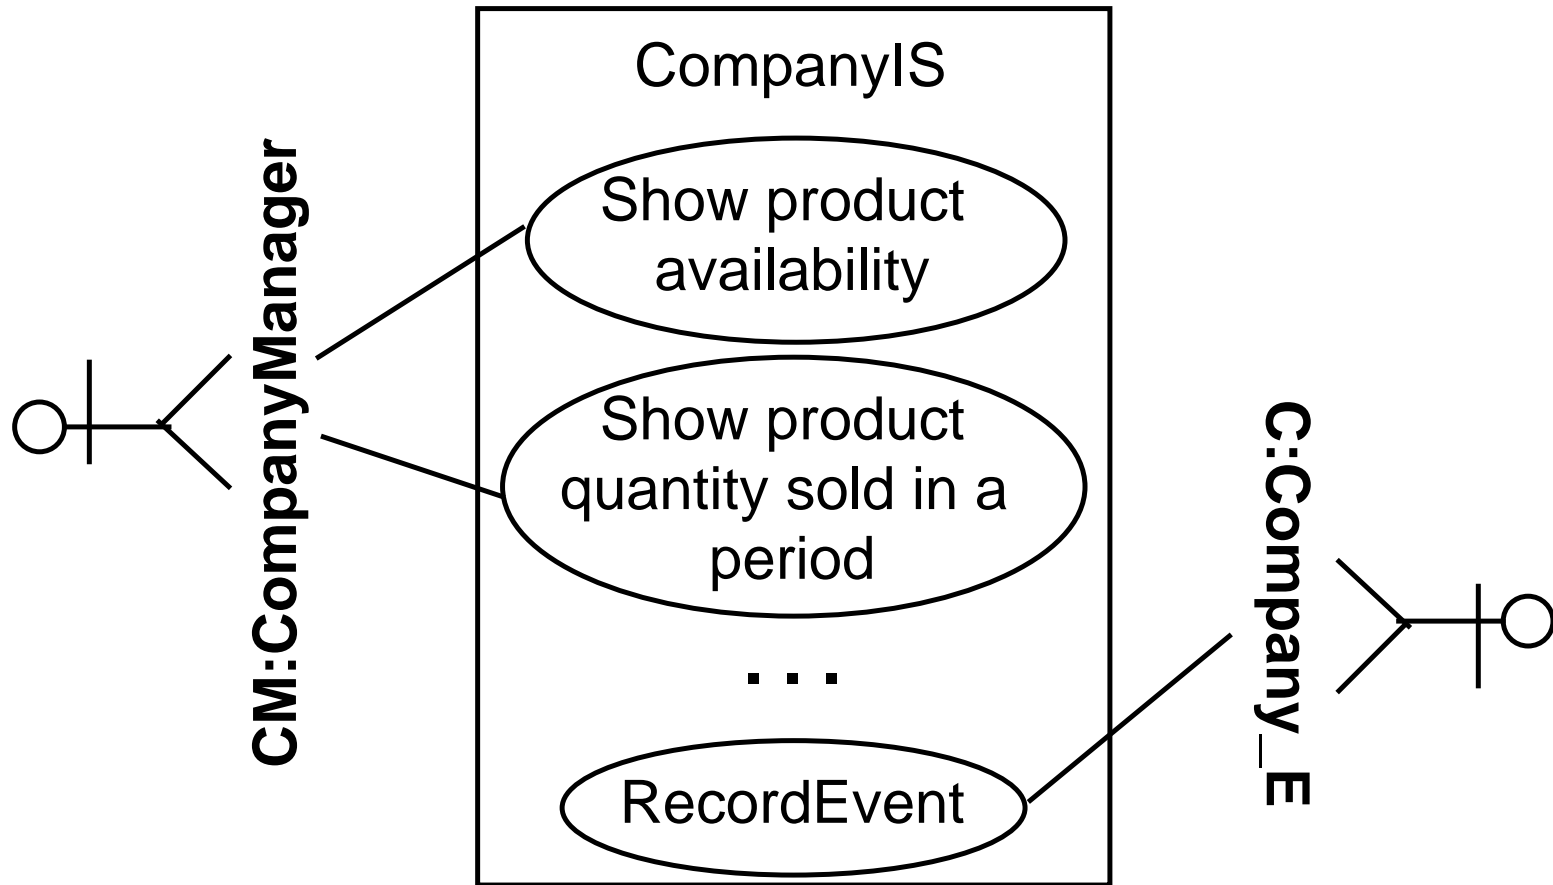 CompanyIS
CM:CompanyManager
Show product
availability
Show product
quantity sold in a
period
. . .
RecordEvent
C:Company_E